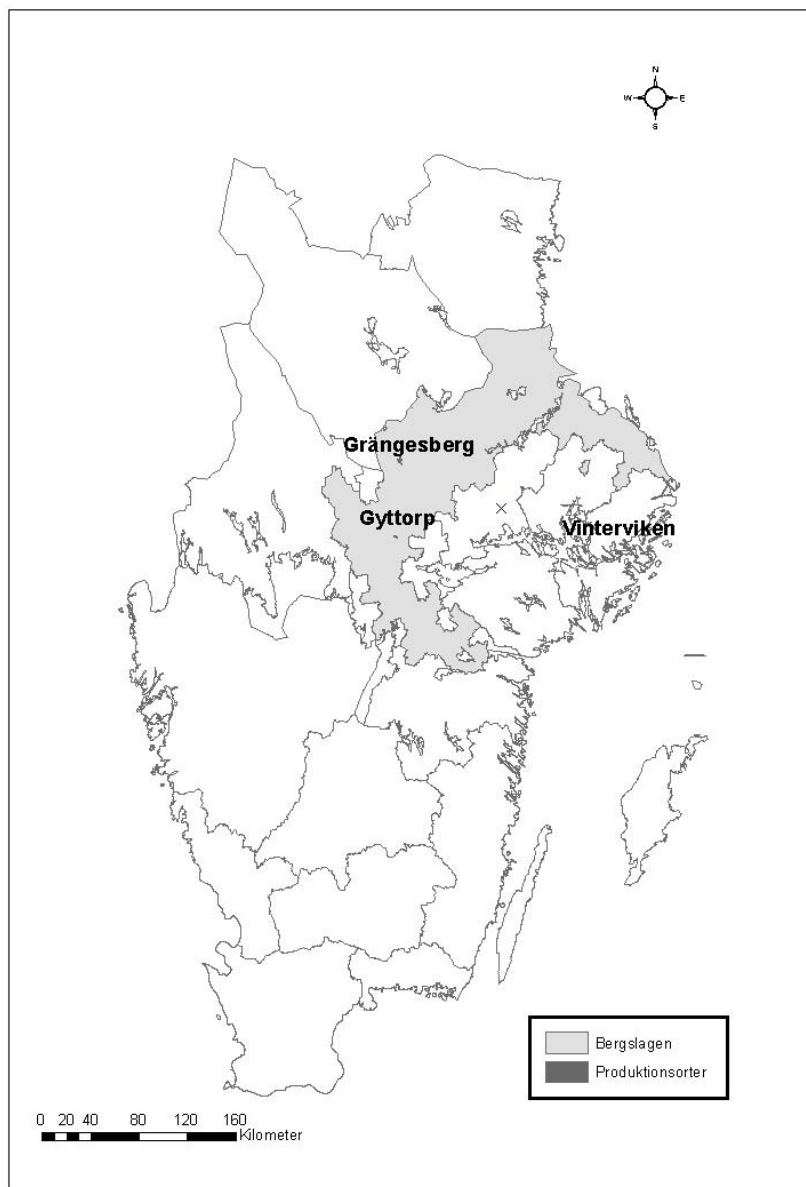 N
W E
S
Grängesberg
Gyttorp
Vinterviken
Bergslagen
Produktionsorter
0 20 40 80 120 160
Kilometer